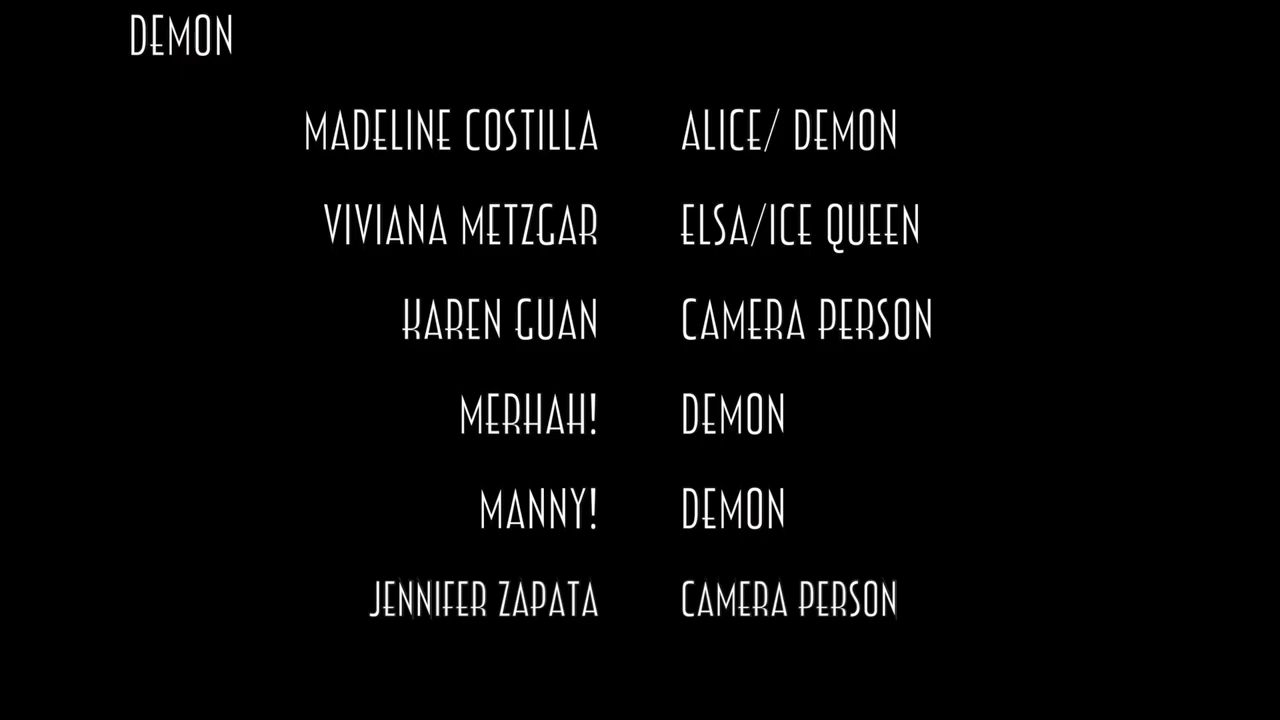 DEMON
MADELINE COSTILLA ALICE/ DEMON
VIVIANA METZGAR ELSA/ICE QUEEN
KAREN GUAN CAMERA PERSON
MERHAH! DEMON
MANNY! DEMON
JENNIFER ZAPATA CAMERA PERSON